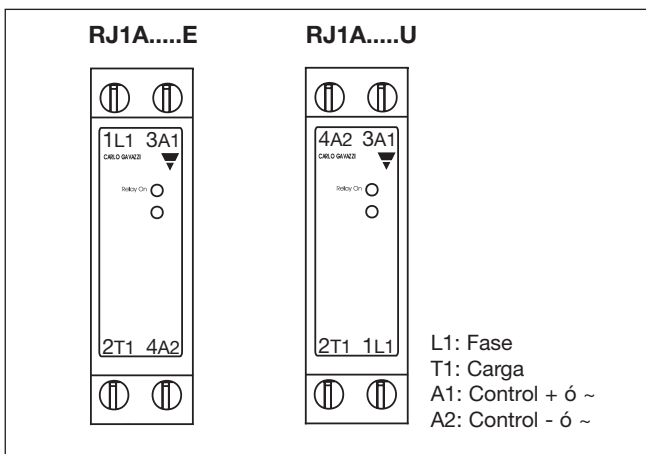 RJ1A.....E RJ1A.....U
1L1 3A1
CARLO GAVAZZI
Relay On
2T1 4A2
4A2 3A1
CARLO GAVAZZI
Relay On
2T1 1L1
L1: Fase
T1: Carga
A1: Control + ó ~
A2: Control - ó ~